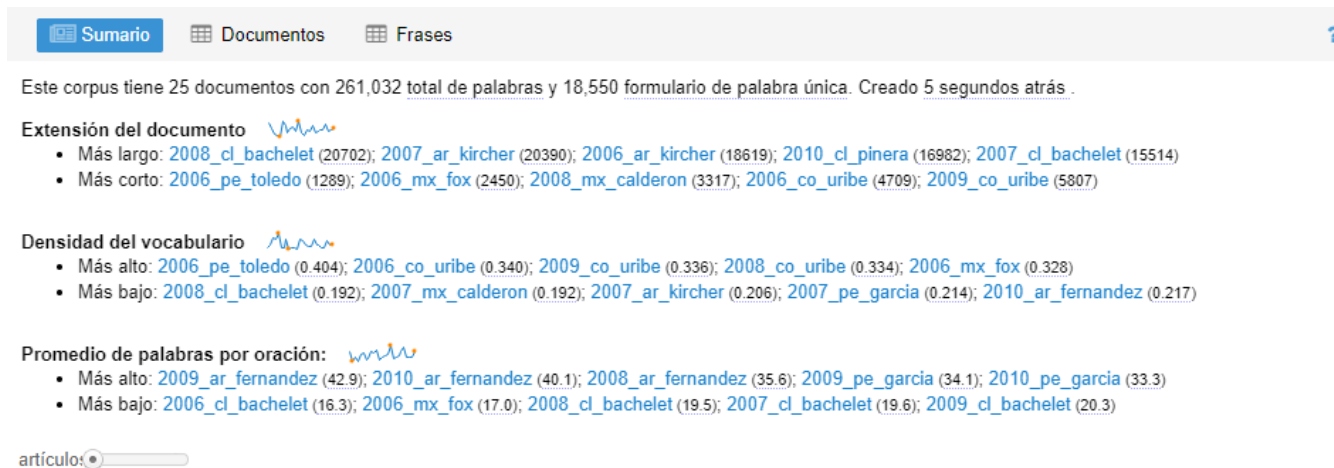 Sumario Documentos Frases ?
Este corpus tiene 25 documentos con 261,032 total de palabras y 18,550 formulario de palabra única. Creado 5 segundos atrás .
Extensión del documento
• Más largo: 2008_cl_bachelet (20702); 2007_ar_kircher (20390); 2006_ar_kircher (18619); 2010_cl_pinera (16982); 2007_cl_bachelet (15514)
• Más corto: 2006_pe_toledo (1289); 2006_mx_fox (2450); 2008_mx_calderon (3317); 2006_co_uribe (4709); 2009_co_uribe (5807)
Densidad del vocabulario
• Más alto: 2006_pe_toledo (0.404); 2006_co_uribe (0.340); 2009_co_uribe (0.336); 2008_co_uribe (0.334); 2006_mx_fox (0.328)
• Más bajo: 2008_cl_bachelet (0.192); 2007_mx_calderon (0.192); 2007_ar_kircher (0.206); 2007_pe_garcia (0.214); 2010_ar_fernandez (0.217)
Promedio de palabras por oración:
• Más alto: 2009_ar_fernandez (42.9); 2010_ar_fernandez (40.1); 2008_ar_fernandez (35.6); 2009_pe_garcia (34.1); 2010_pe_garcia (33.3)
• Más bajo: 2006_cl_bachelet (16.3); 2006_mx_fox (17.0); 2008_cl_bachelet (19.5); 2007_cl_bachelet (19.6); 2009_cl_bachelet (20.3)
artículos